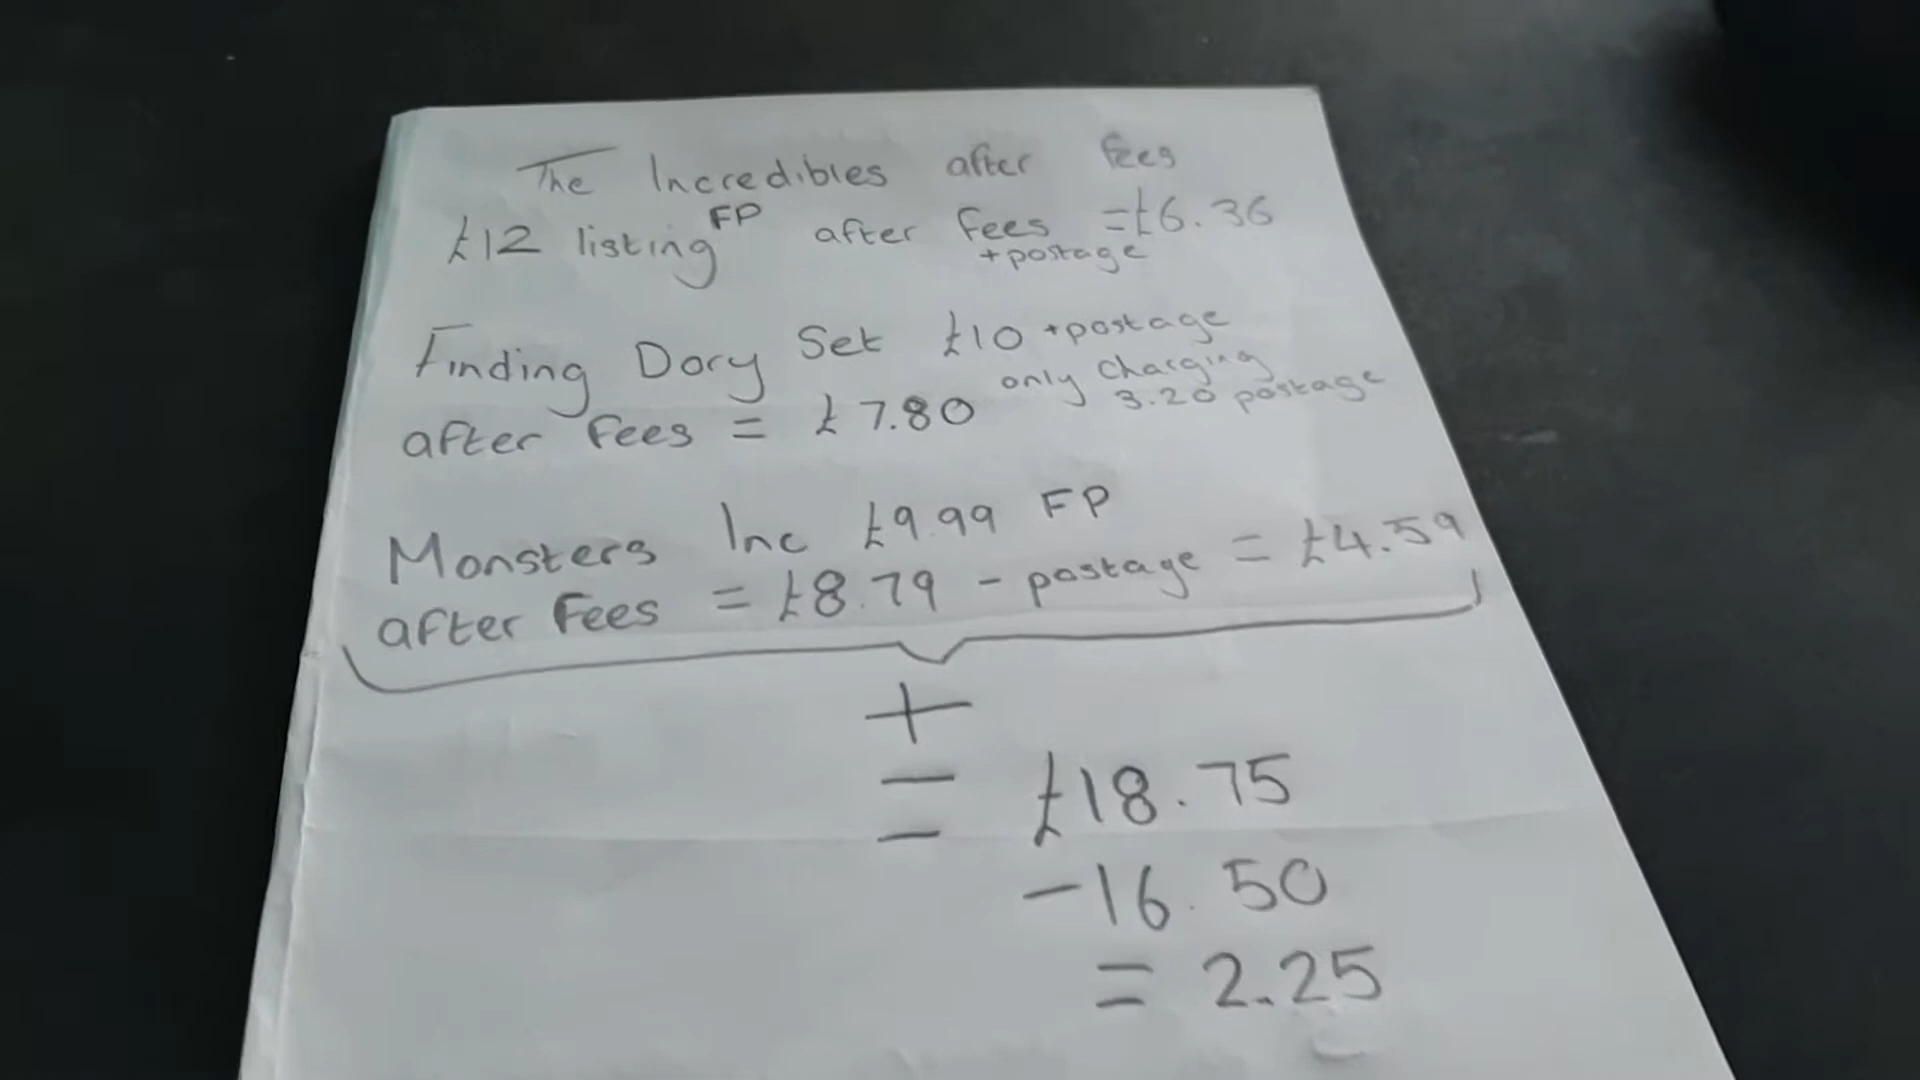 The Incredibles after fees
£12 listing FP after fees =£6.36
+postage
Finding Dory Set £10 +postage
only charging
3.20 postage
after fees = £7.80
Monsters Inc £9.99 FP
after Fees = £8.79 - postage = £4.59
+
= £18.75
-16.50
= 2.25